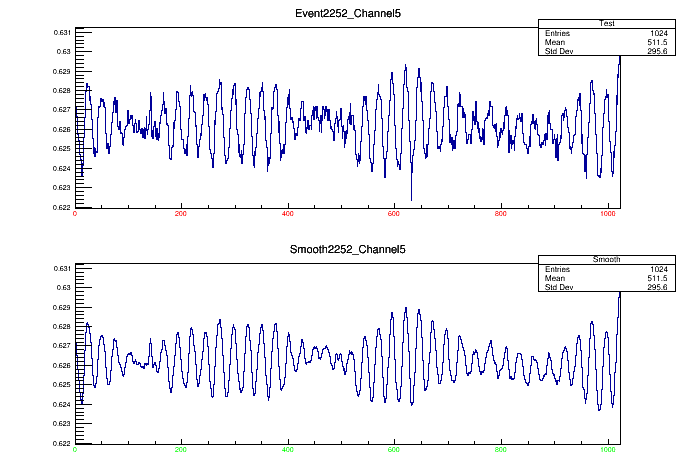 Event2252_Channel5
Test
Entries 1024
Mean 511.5
Std Dev 295.6
0.631
0.63
0.629
0.628
0.627
0.626
0.625
0.624
0.623
0.622
0 200 400 600 800 1000
Smooth2252_Channel5
Smooth
Entries 1024
Mean 511.5
Std Dev 295.6
0.631
0.63
0.629
0.628
0.627
0.626
0.625
0.624
0.623
0.622
0 200 400 600 800 1000